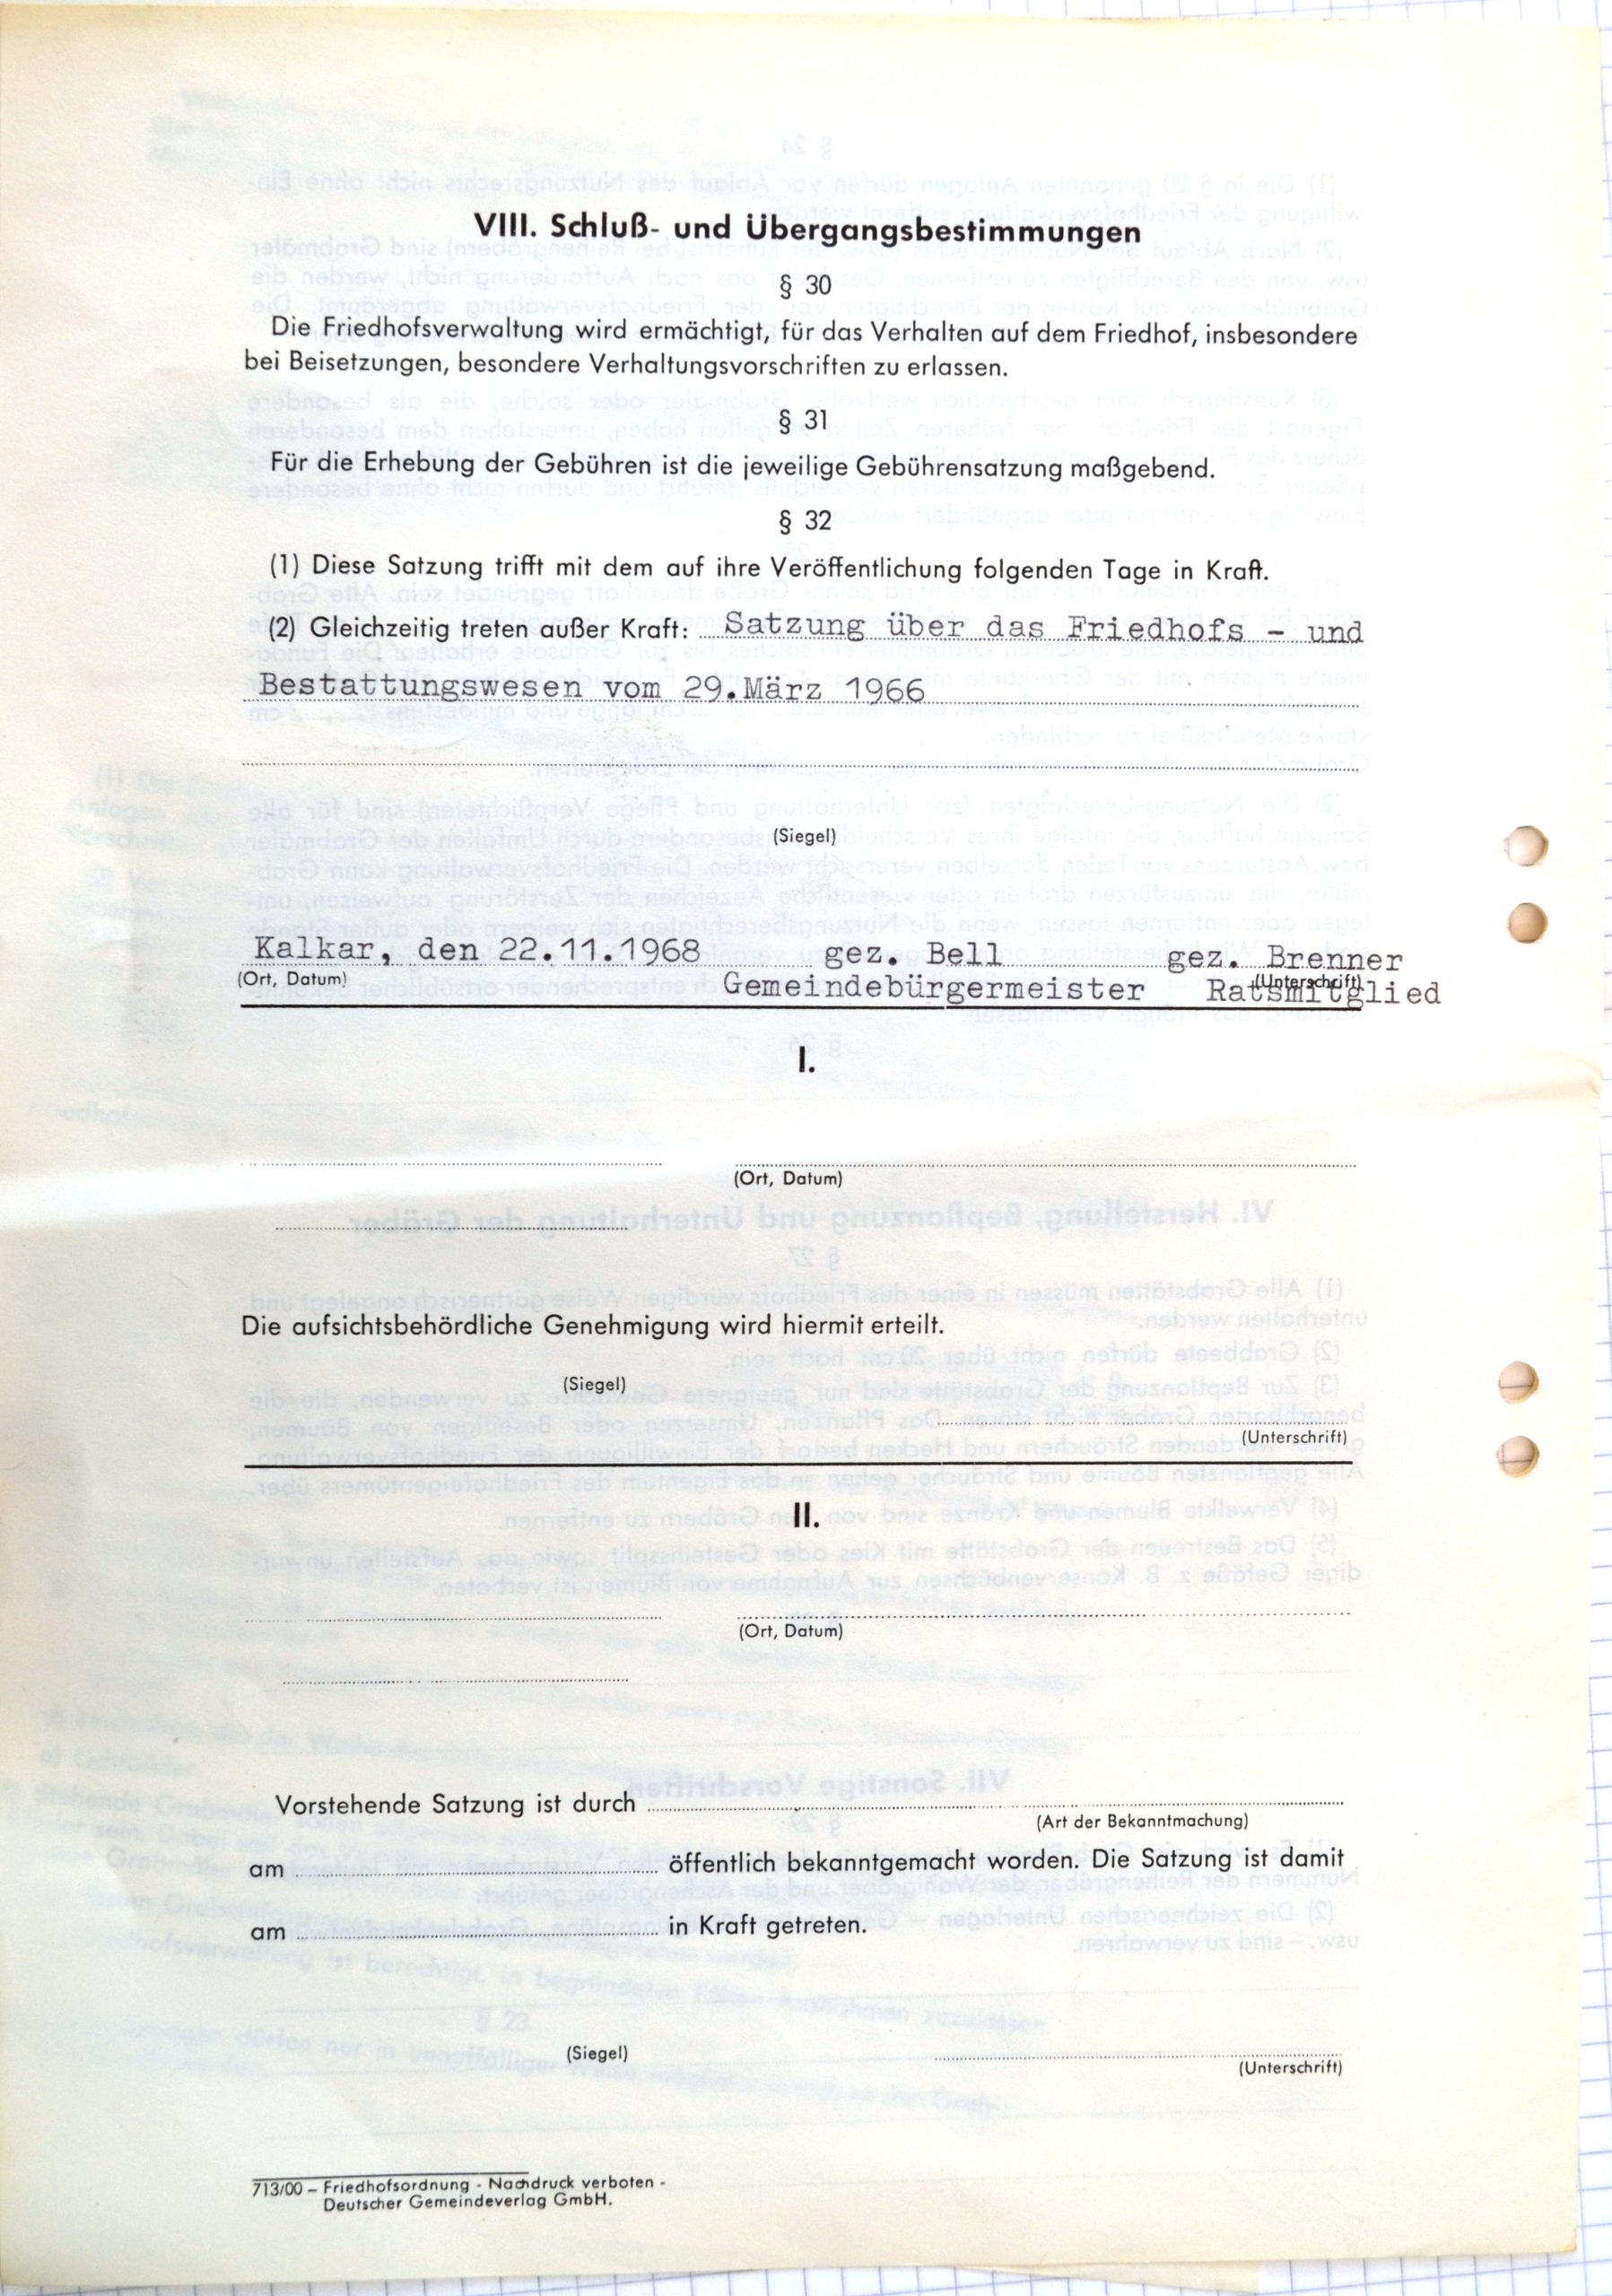 VIII. Schluß- und Übergangsbestimmungen
§ 30
Die Friedhofsverwaltung wird ermächtigt, für das Verhalten auf dem Friedhof, insbesondere
bei Beisetzungen, besondere Verhaltungsvorschriften zu erlassen.
§ 31
Für die Erhebung der Gebühren ist die jeweilige Gebührensatzung maßgebend.
§ 32
(1) Diese Satzung trifft mit dem auf ihre Veröffentlichung folgenden Tage in Kraft.
(2) Gleichzeitig treten außer Kraft: Satzung über das Friedhofs - und
Bestattungswesen vom 29.März 1966
(Siegel)
Kalkar, den 22.11.1968 gez. Bell gez. Brenner
(Ort, Datum) Gemeindebürgermeister Ratsmitglied
(Unterschrift)
I.
(Ort, Datum)
Die aufsichtsbehördliche Genehmigung wird hiermit erteilt.
(Siegel)
(Unterschrift)
II.
(Ort, Datum)
Vorstehende Satzung ist durch
(Art der Bekanntmachung)
am öffentlich bekanntgemacht worden. Die Satzung ist damit
am in Kraft getreten.
(Siegel)
(Unterschrift)
713/00 – Friedhofsordnung - Nachdruck verboten -
Deutscher Gemeindeverlag GmbH.